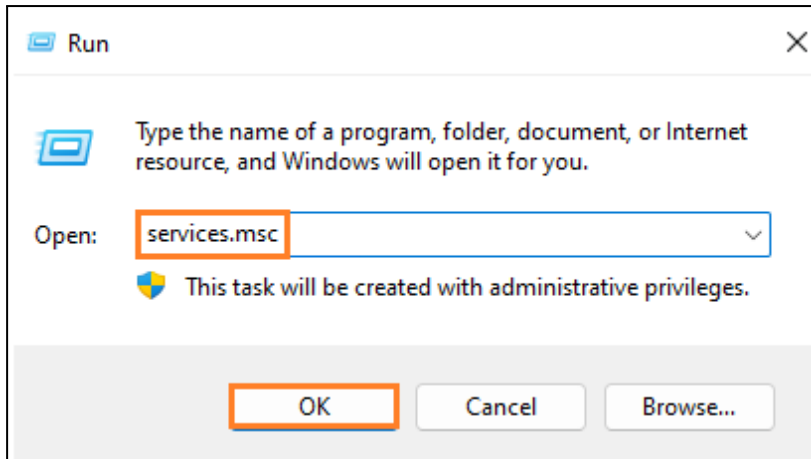 Run
Type the name of a program, folder, document, or Internet
resource, and Windows will open it for you.
Open: services.msc
This task will be created with administrative privileges.
OK Cancel Browse...